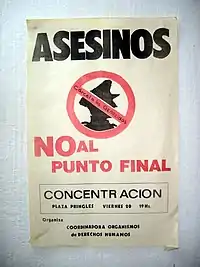 ASESINOS
NO AL
PUNTO FINAL
CONCENTRACION
PLAZA PRINGLES VIERNES 20 19 Hs.
Organiza
COORDINADORA ORGANISMOS
de DERECHOS HUMANOS